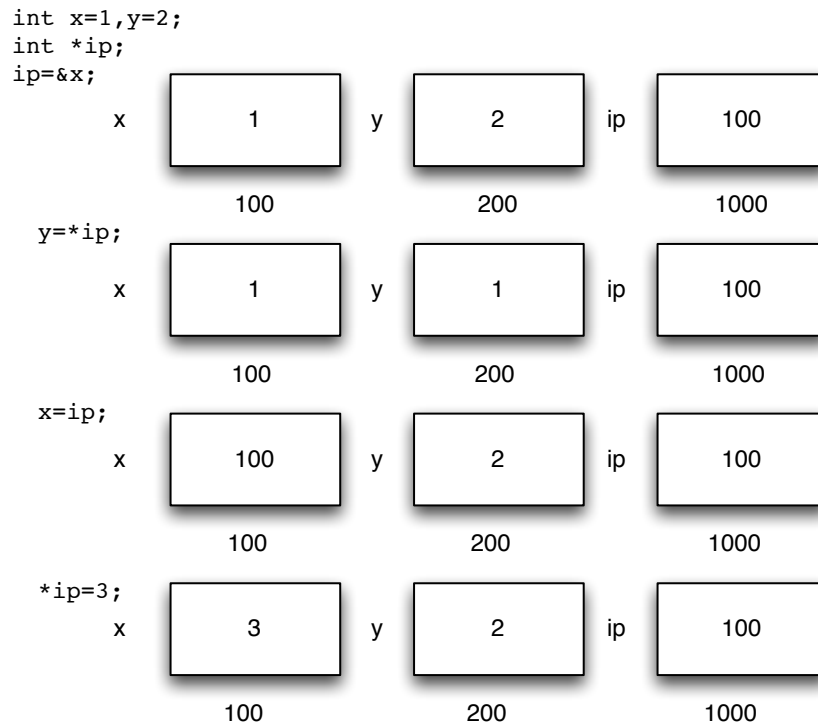 int x=1,y=2;
int *ip;
ip=&x;
x 1 y 2 ip 100
100 200 1000
y=*ip;
x 1 y 1 ip 100
100 200 1000
x=ip;
x 100 y 2 ip 100
100 200 1000
*ip=3;
x 3 y 2 ip 100
100 200 1000